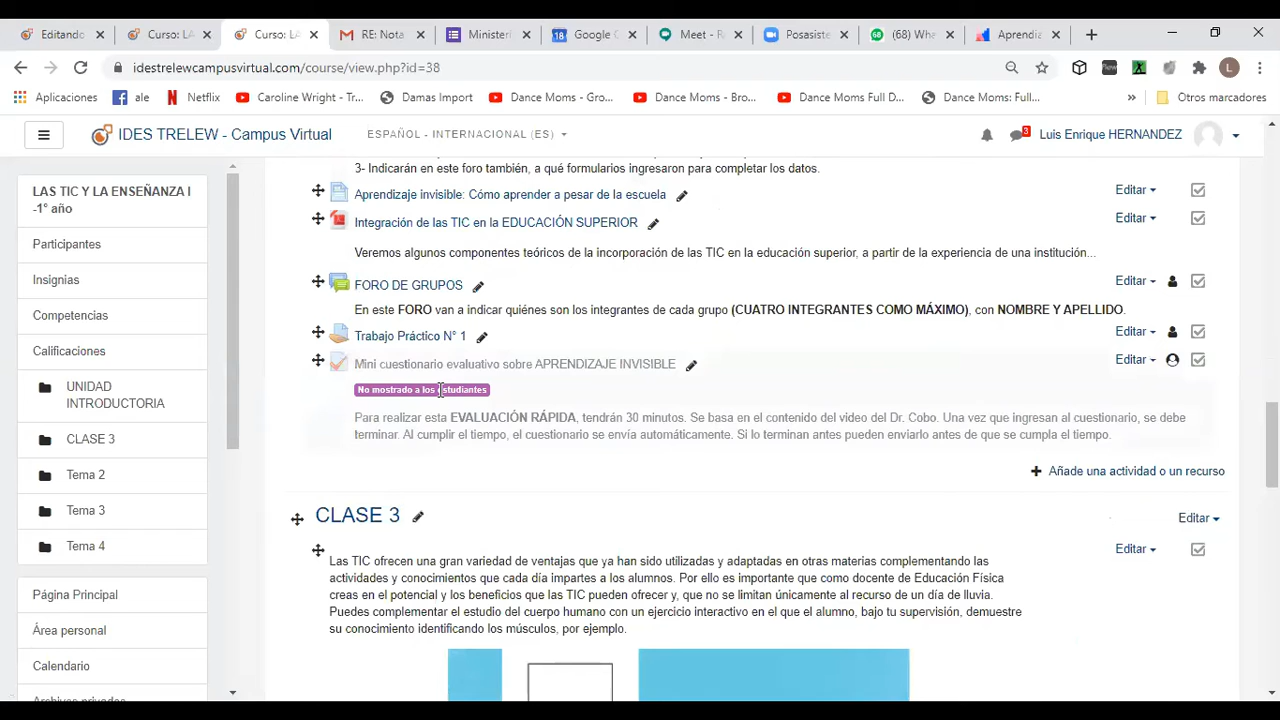 Editando
Curso: LA
Curso: LA
RE: Nota
Minister
Google C
Meet - R
Posasiste
(68) Wha
Aprendia
idestrelewcampusvirtual.com/course/view.php?id=38
Aplicaciones
ale
Netflix
Caroline Wright - Tr...
Damas Import
Dance Moms - Gro...
Dance Moms - Bro...
Dance Moms Full D...
Dance Moms: Full...
»
Otros marcadores
IDES TRELEW - Campus Virtual
ESPAÑOL - INTERNACIONAL (ES)
3
Luis Enrique HERNANDEZ
LAS TIC Y LA ENSEÑANZA I
-1° año
Participantes
Insignias
Competencias
Calificaciones
UNIDAD
INTRODUCTORIA
CLASE 3
Tema 2
Tema 3
Tema 4
Página Principal
Área personal
Calendario
3- Indicarán en este foro también, a qué formularios ingresaron para completar los datos.
Aprendizaje invisible: Cómo aprender a pesar de la escuela
Editar
Integración de las TIC en la EDUCACIÓN SUPERIOR
Editar
Veremos algunos componentes teóricos de la incorporación de las TIC en la educación superior, a partir de la experiencia de una institución...
FORO DE GRUPOS
Editar
En este FORO van a indicar quiénes son los integrantes de cada grupo (CUATRO INTEGRANTES COMO MÁXIMO), con NOMBRE Y APELLIDO.
Trabajo Práctico N° 1
Editar
Mini cuestionario evaluativo sobre APRENDIZAJE INVISIBLE
Editar
No mostrado a los estudiantes
Para realizar esta EVALUACIÓN RÁPIDA, tendrán 30 minutos. Se basa en el contenido del video del Dr. Cobo. Una vez que ingresan al cuestionario, se debe
terminar. Al cumplir el tiempo, el cuestionario se envía automáticamente. Si lo terminan antes pueden enviarlo antes de que se cumpla el tiempo.
Añade una actividad o un recurso
CLASE 3
Editar
Editar
Las TIC ofrecen una gran variedad de ventajas que ya han sido utilizadas y adaptadas en otras materias complementando las
actividades y conocimientos que cada día impartes a los alumnos. Por ello es importante que como docente de Educación Física
creas en el potencial y los beneficios que las TIC pueden ofrecer y, que no se limitan únicamente al recurso de un día de lluvia.
Puedes complementar el estudio del cuerpo humano con un ejercicio interactivo en el que el alumno, bajo tu supervisión, demuestre
su conocimiento identificando los músculos, por ejemplo.